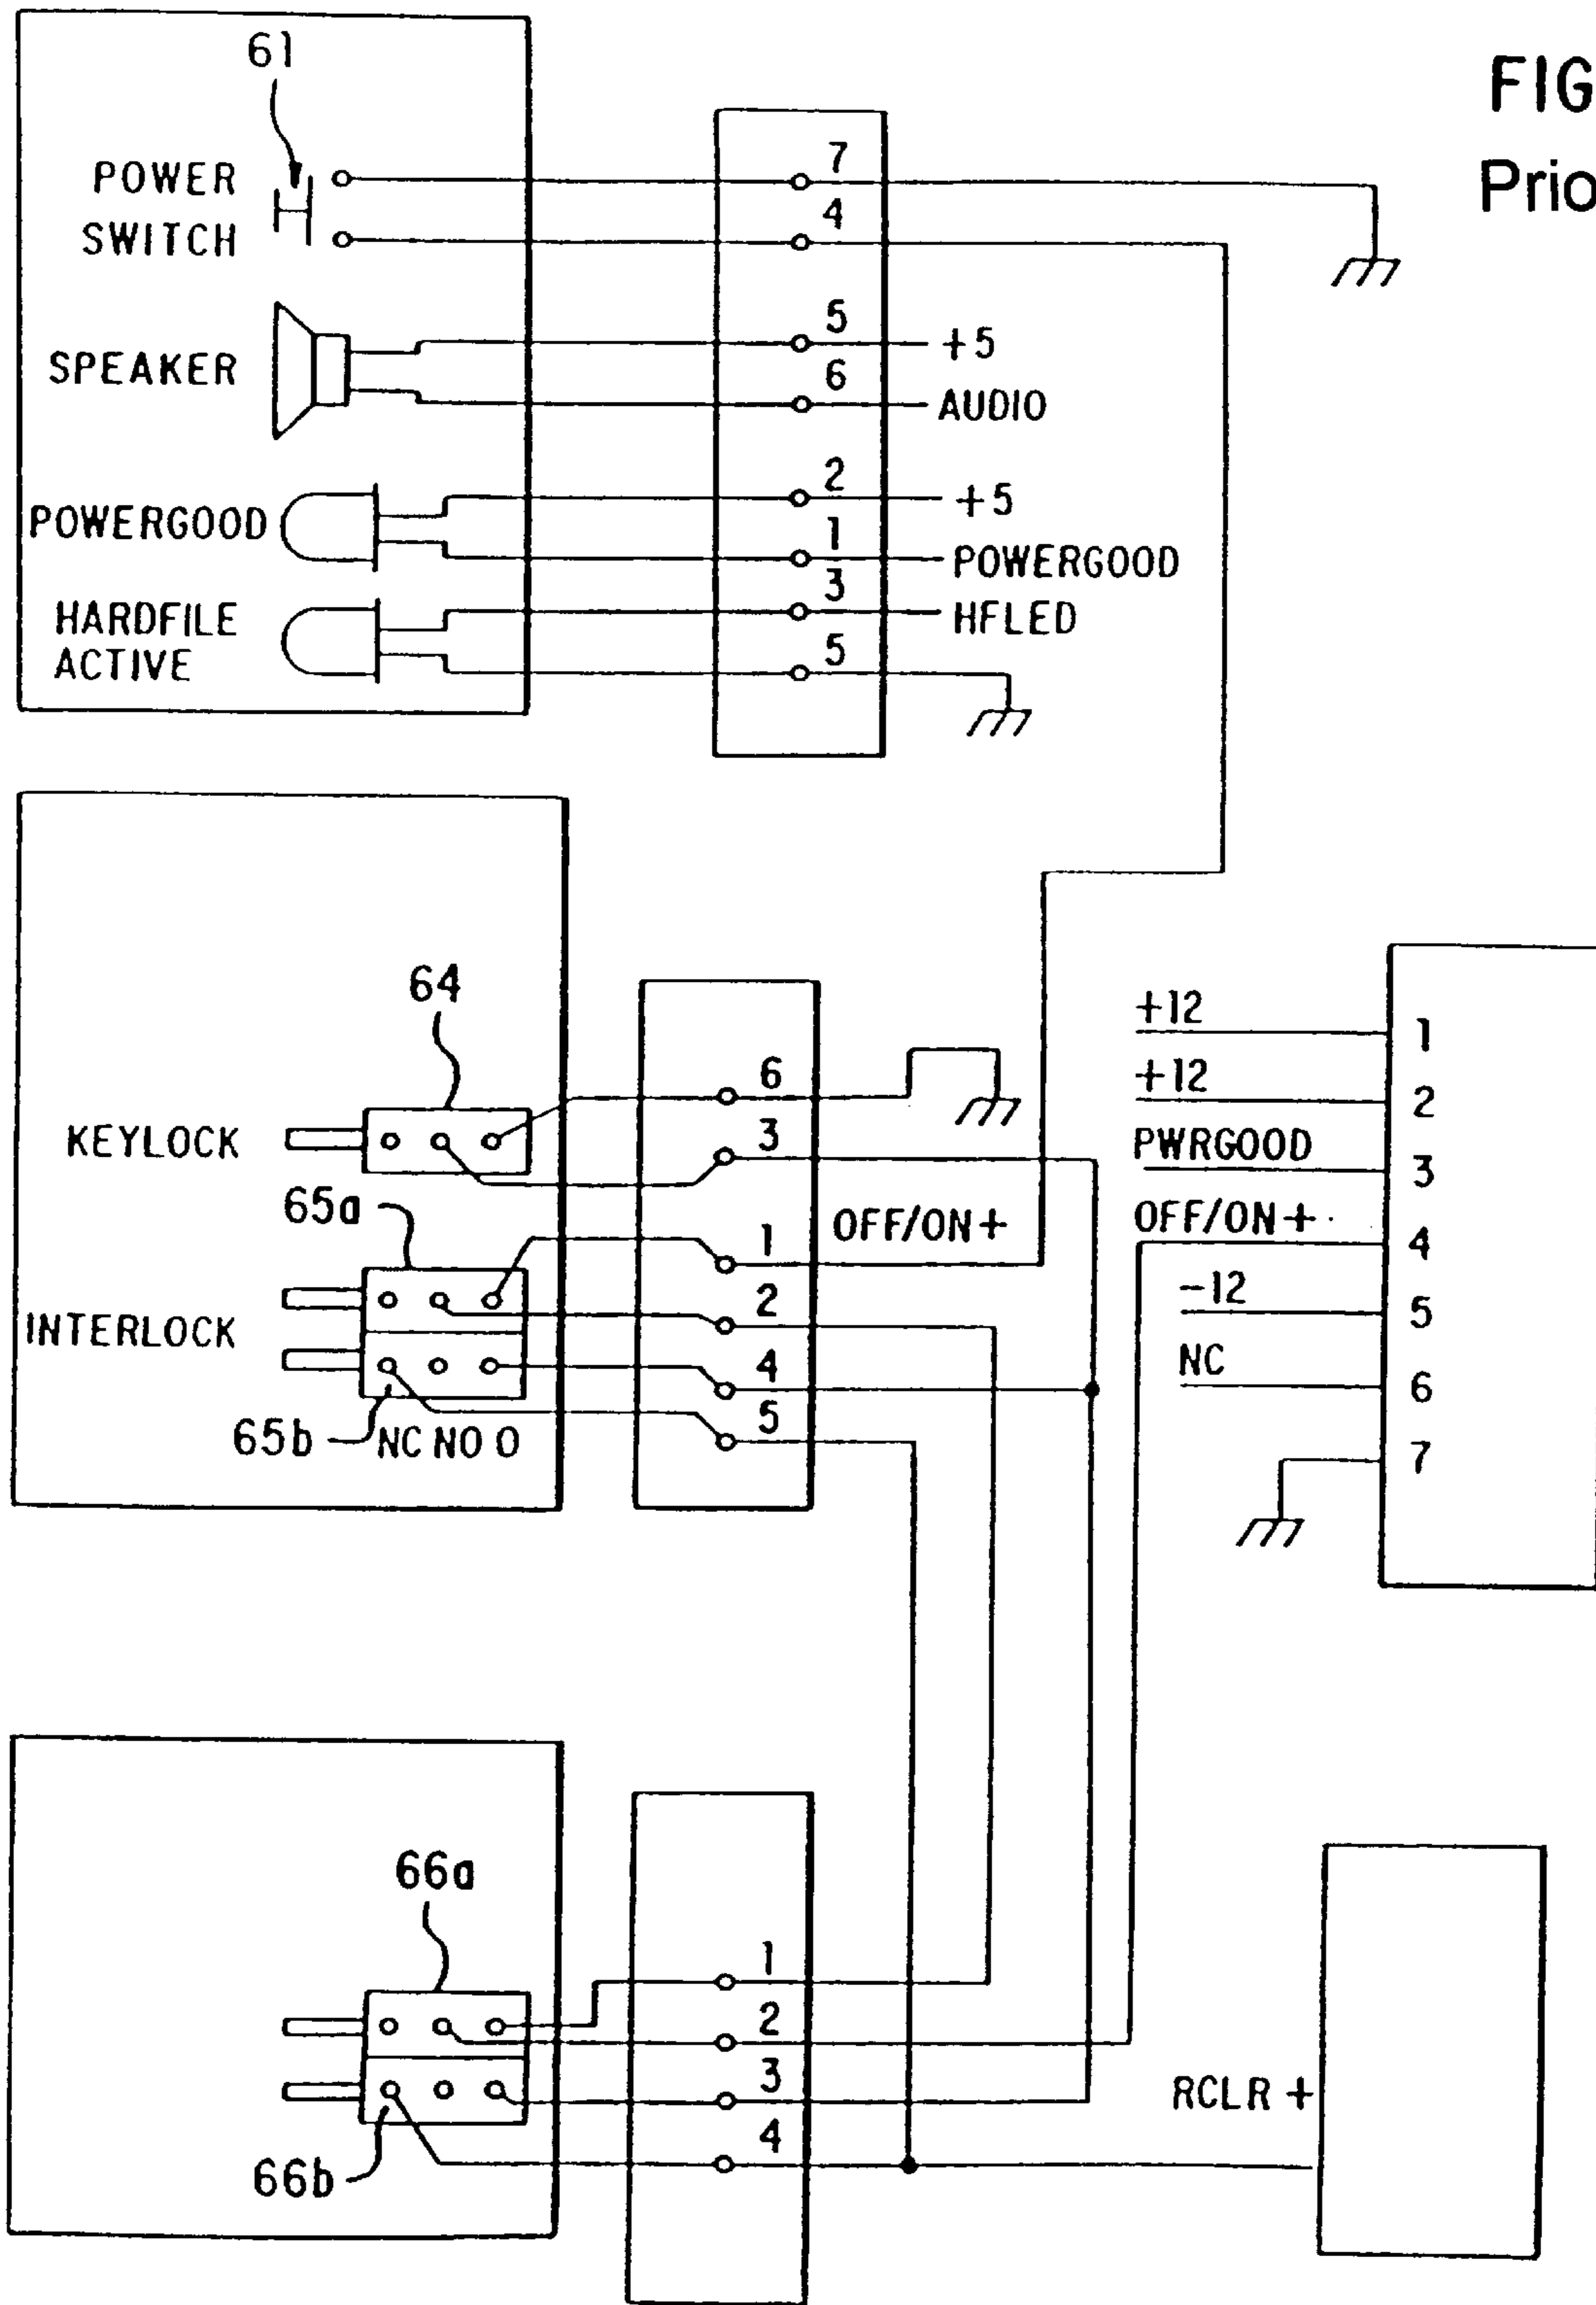 FIG
Prio
61
POWER
SWITCH
7
4
SPEAKER
5
+5
6
AUDIO
POWERGOOD
2
+5
1
POWERGOOD
HARDFILE
ACTIVE
3
HFLED
5
64
KEYLOCK
6
3
65a
INTERLOCK
1
OFF/ON+
2
4
5
65b
NC NO O
+12
1
+12
2
PWRGOOD
3
OFF/ON+
4
-12
5
NC
6
7
66a
1
2
3
4
66b
RCLR +